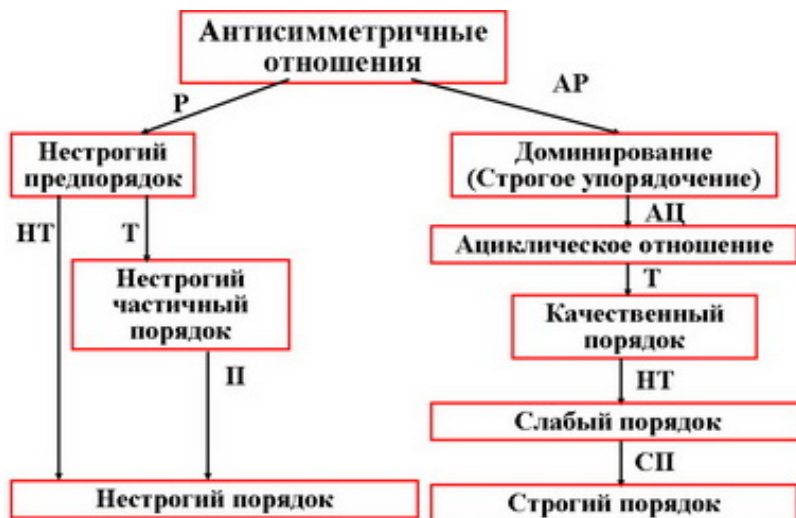 Антисимметричные
отношения
Р
АР
Нестрогий
предпорядок
Доминирование
(Строгое упорядочение)
НТ
Т
АЦ
Ациклическое отношение
Нестрогий
частичный
порядок
Т
Качественный
порядок
П
НТ
Слабый порядок
СП
Нестрогий порядок
Строгий порядок